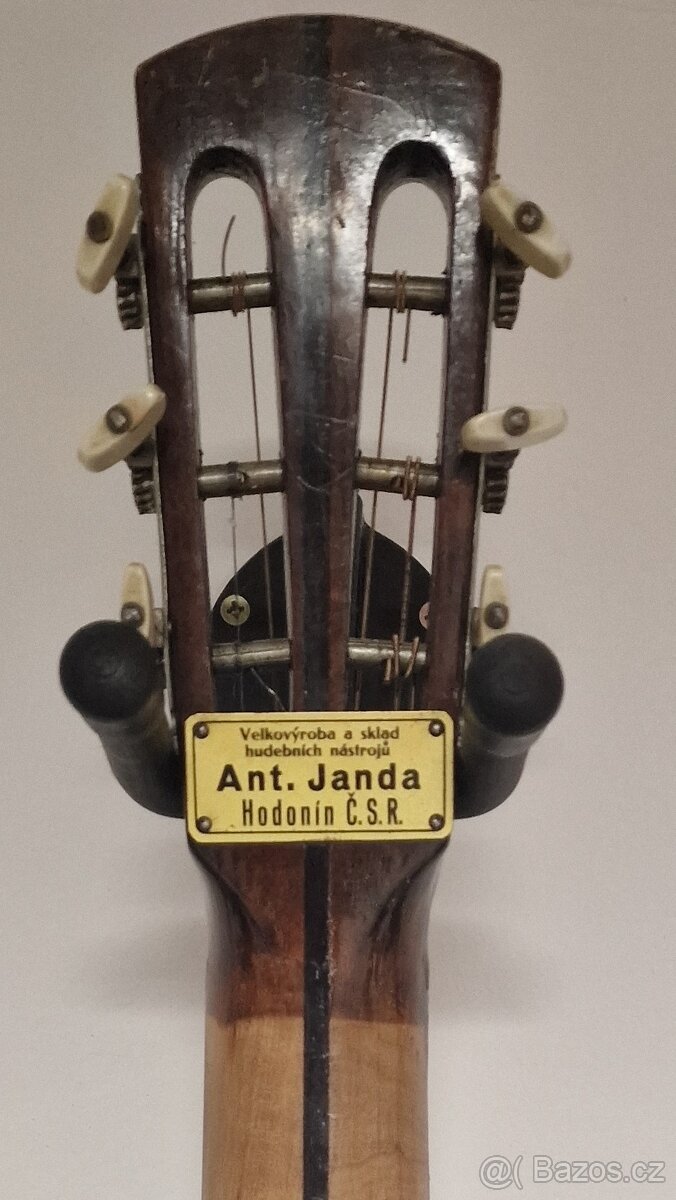 Velkovýroba a sklad
hudebních nástrojů
Ant. Janda
Hodonín Č.S.R.
@( Bazos.cz